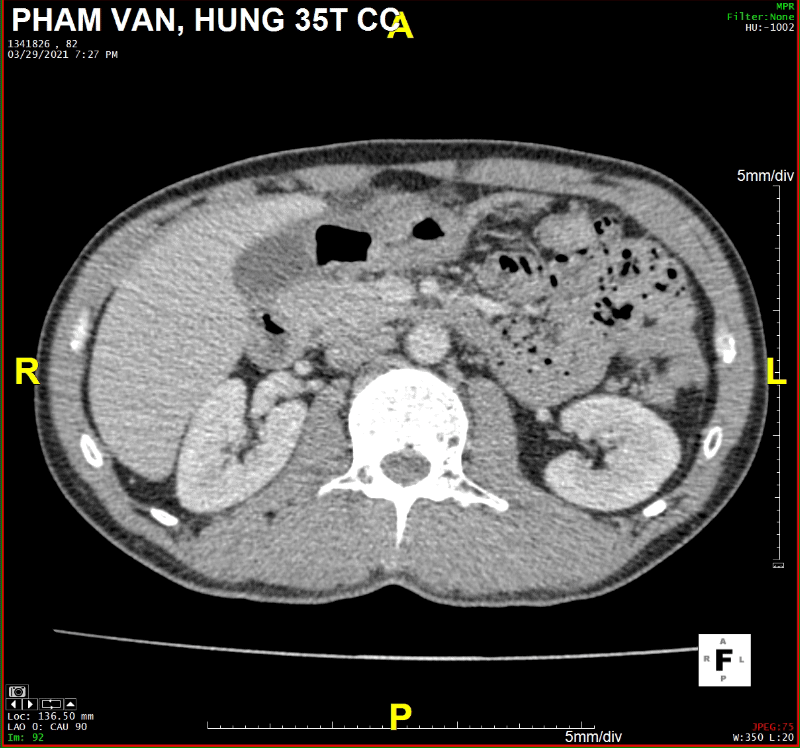 PHAM VAN, HUNG 35T CC
A
MPR
Filter:None
HU:-1002
1341826 , 82
03/29/2021 7:27 PM
5mm/div
R
L
A
R F L
P
Loc: 136.50 mm
LAO 0: CAU 90
Im: 92
P
5mm/div
JPEG:75
W:350 L:20